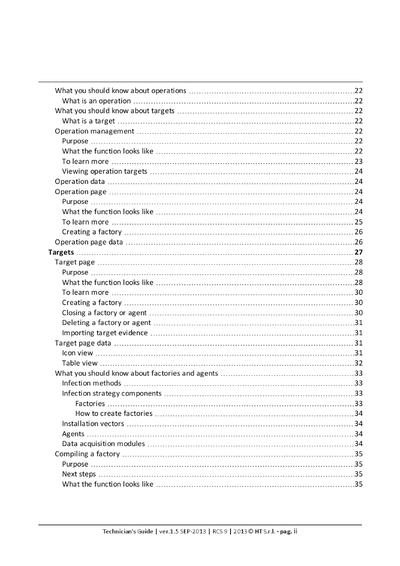 What you should know about operations ........................................22
What is an operation ........................................22
What you should know about targets ........................................22
What is a target ........................................22
Operation management ........................................22
Purpose ........................................22
What the function looks like ........................................22
To learn more ........................................23
Viewing operation targets ........................................24
Operation data ........................................24
Operation page ........................................24
Purpose ........................................24
What the function looks like ........................................24
To learn more ........................................25
Creating a factory ........................................26
Operation page data ........................................26
Targets ........................................27
Target page ........................................28
Purpose ........................................28
What the function looks like ........................................28
To learn more ........................................30
Creating a factory ........................................30
Closing a factory or agent ........................................30
Deleting a factory or agent ........................................31
Importing target evidence ........................................31
Target page data ........................................31
Icon view ........................................31
Table view ........................................32
What you should know about factories and agents ........................................33
Infection methods ........................................33
Infection strategy components ........................................33
Factories ........................................33
How to create factories ........................................34
Installation vectors ........................................34
Agents ........................................34
Data acquisition modules ........................................34
Compiling a factory ........................................35
Purpose ........................................35
Next steps ........................................35
What the function looks like ........................................35
Technician's Guide | ver.1.5 SEP-2013 | RCS 9 | 2013 © HT S.r.l. - pag. ii